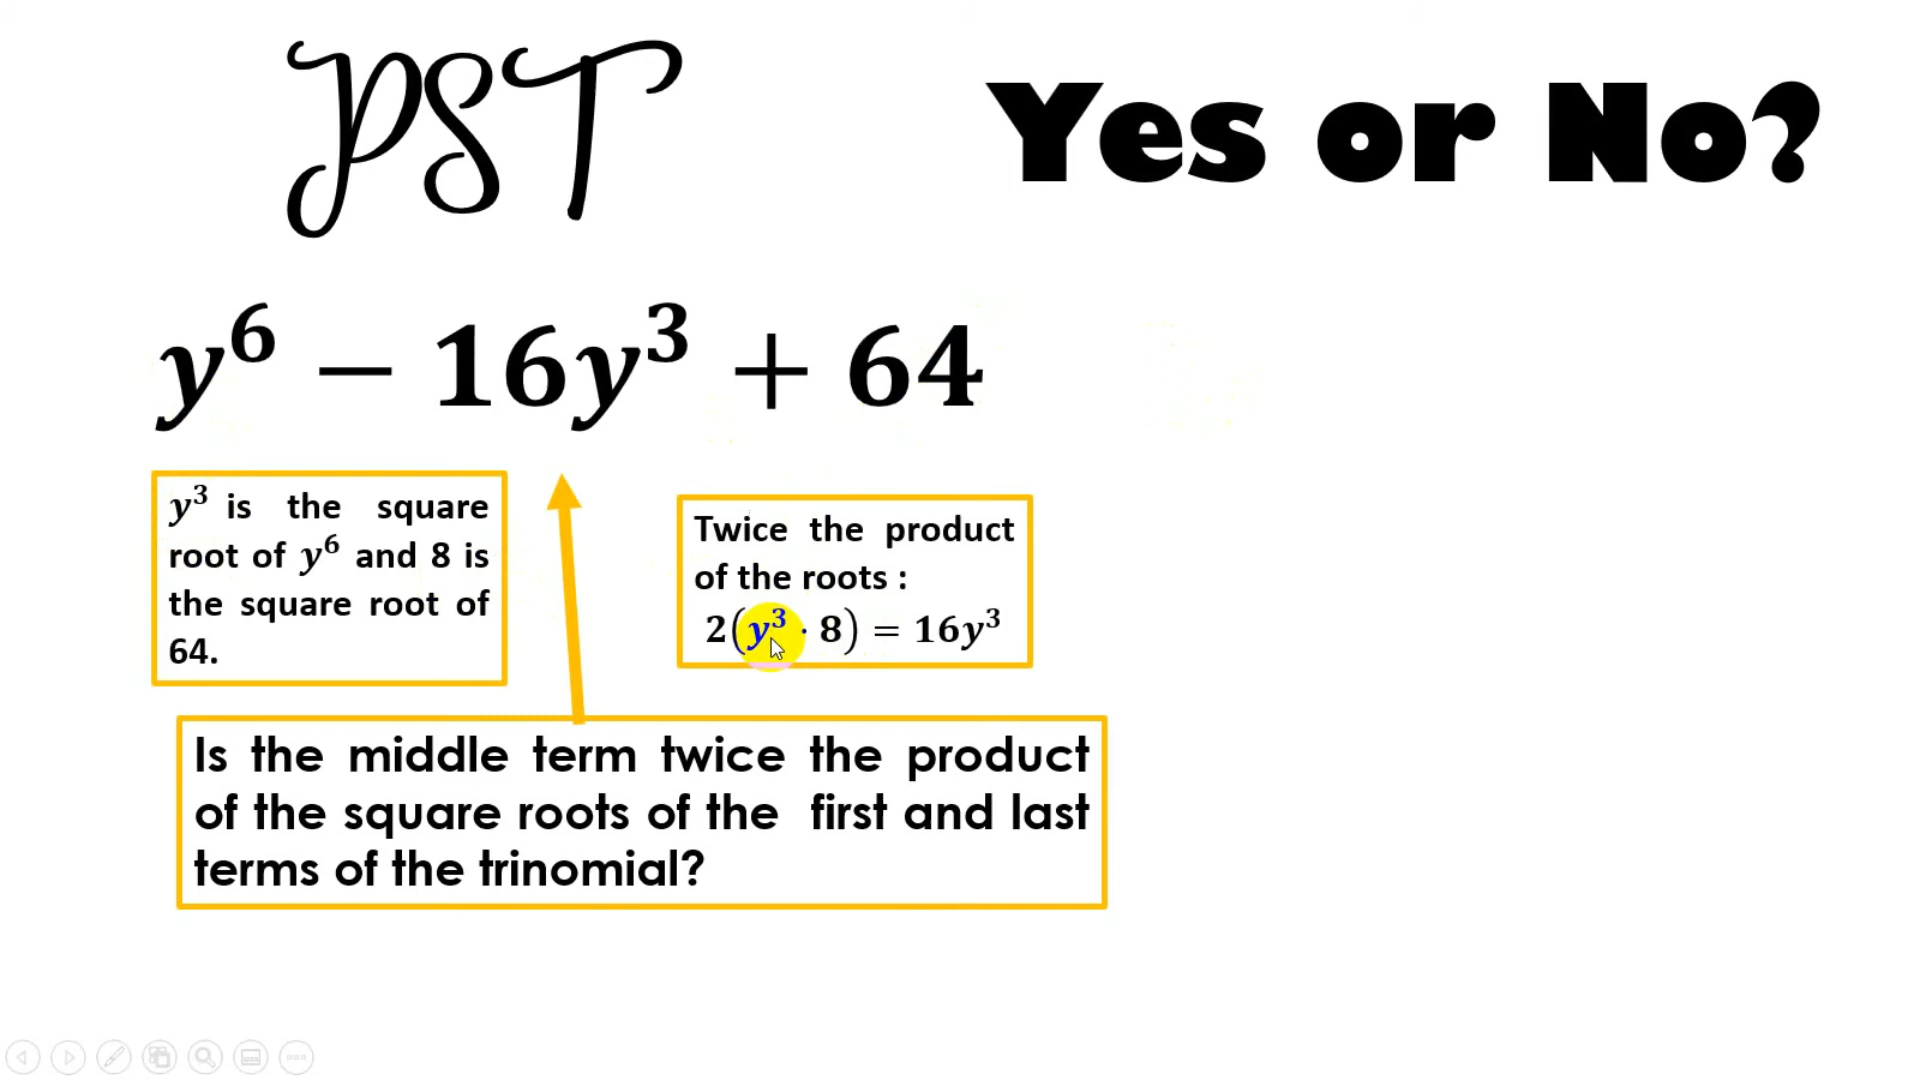 PST
Yes or No?
y⁶ − 16y³ + 64
y³ is the square
root of y⁶ and 8 is
the square root of
64.
Twice the product
of the roots :
2(y³ · 8) = 16y³
Is the middle term twice the product
of the square roots of the first and last
terms of the trinomial?